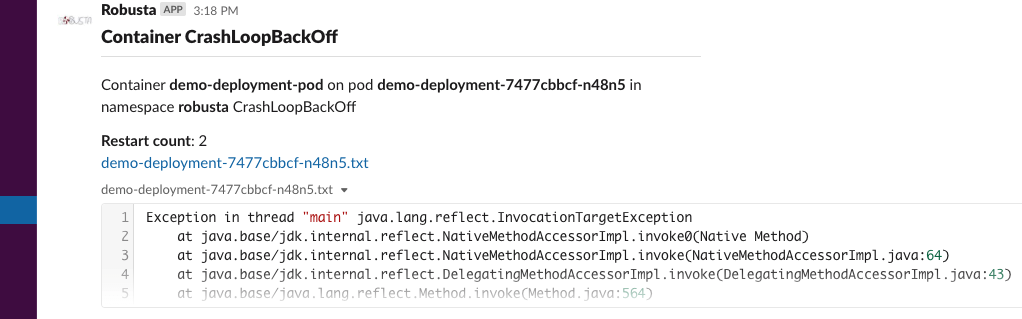 Robusta APP 3:18 PM
Container CrashLoopBackOff
Container demo-deployment-pod on pod demo-deployment-7477cbbcf-n48n5 in
namespace robusta CrashLoopBackOff
Restart count: 2
demo-deployment-7477cbbcf-n48n5.txt
demo-deployment-7477cbbcf-n48n5.txt
1 Exception in thread "main" java.lang.reflect.InvocationTargetException
2 at java.base/jdk.internal.reflect.NativeMethodAccessorImpl.invoke0(Native Method)
3 at java.base/jdk.internal.reflect.NativeMethodAccessorImpl.invoke(NativeMethodAccessorImpl.java:64)
4 at java.base/jdk.internal.reflect.DelegatingMethodAccessorImpl.invoke(DelegatingMethodAccessorImpl.java:43)
5 at java.base/java.lang.reflect.Method.invoke(Method.java:564)